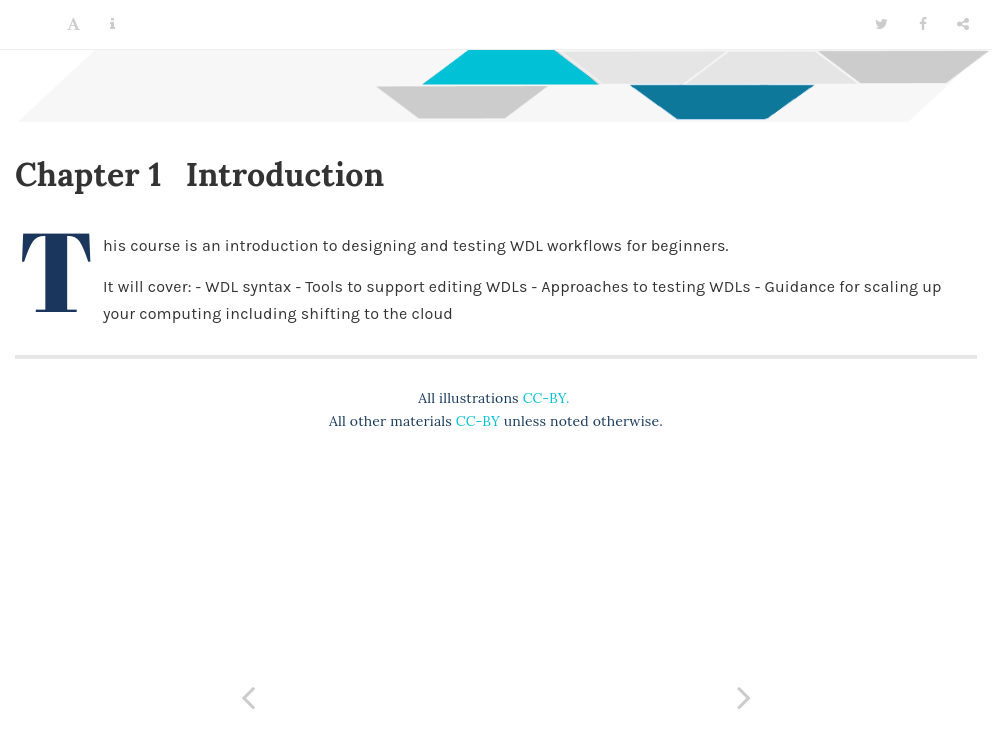 Chapter 1 Introduction
This course is an introduction to designing and testing WDL workflows for beginners.
It will cover: - WDL syntax - Tools to support editing WDLs - Approaches to testing WDLs - Guidance for scaling up
your computing including shifting to the cloud
All illustrations CC-BY.
All other materials CC-BY unless noted otherwise.